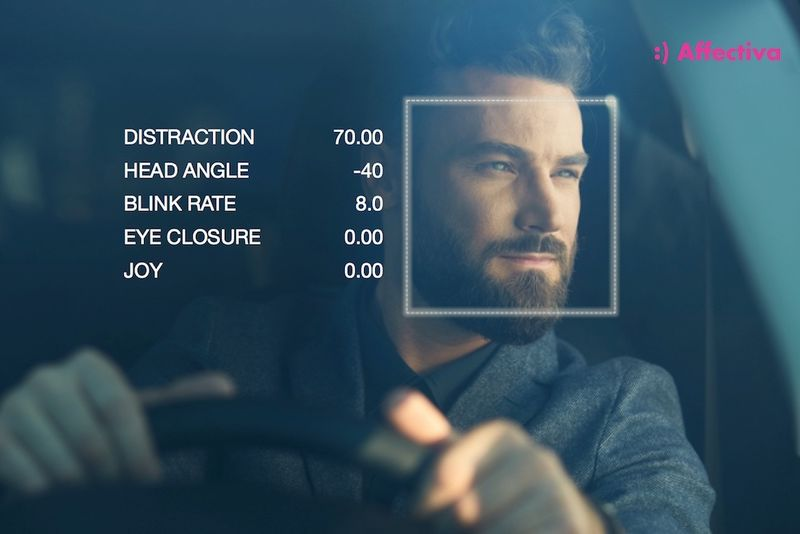 :) Affectiva
DISTRACTION 70.00
HEAD ANGLE -40
BLINK RATE 8.0
EYE CLOSURE 0.00
JOY 0.00